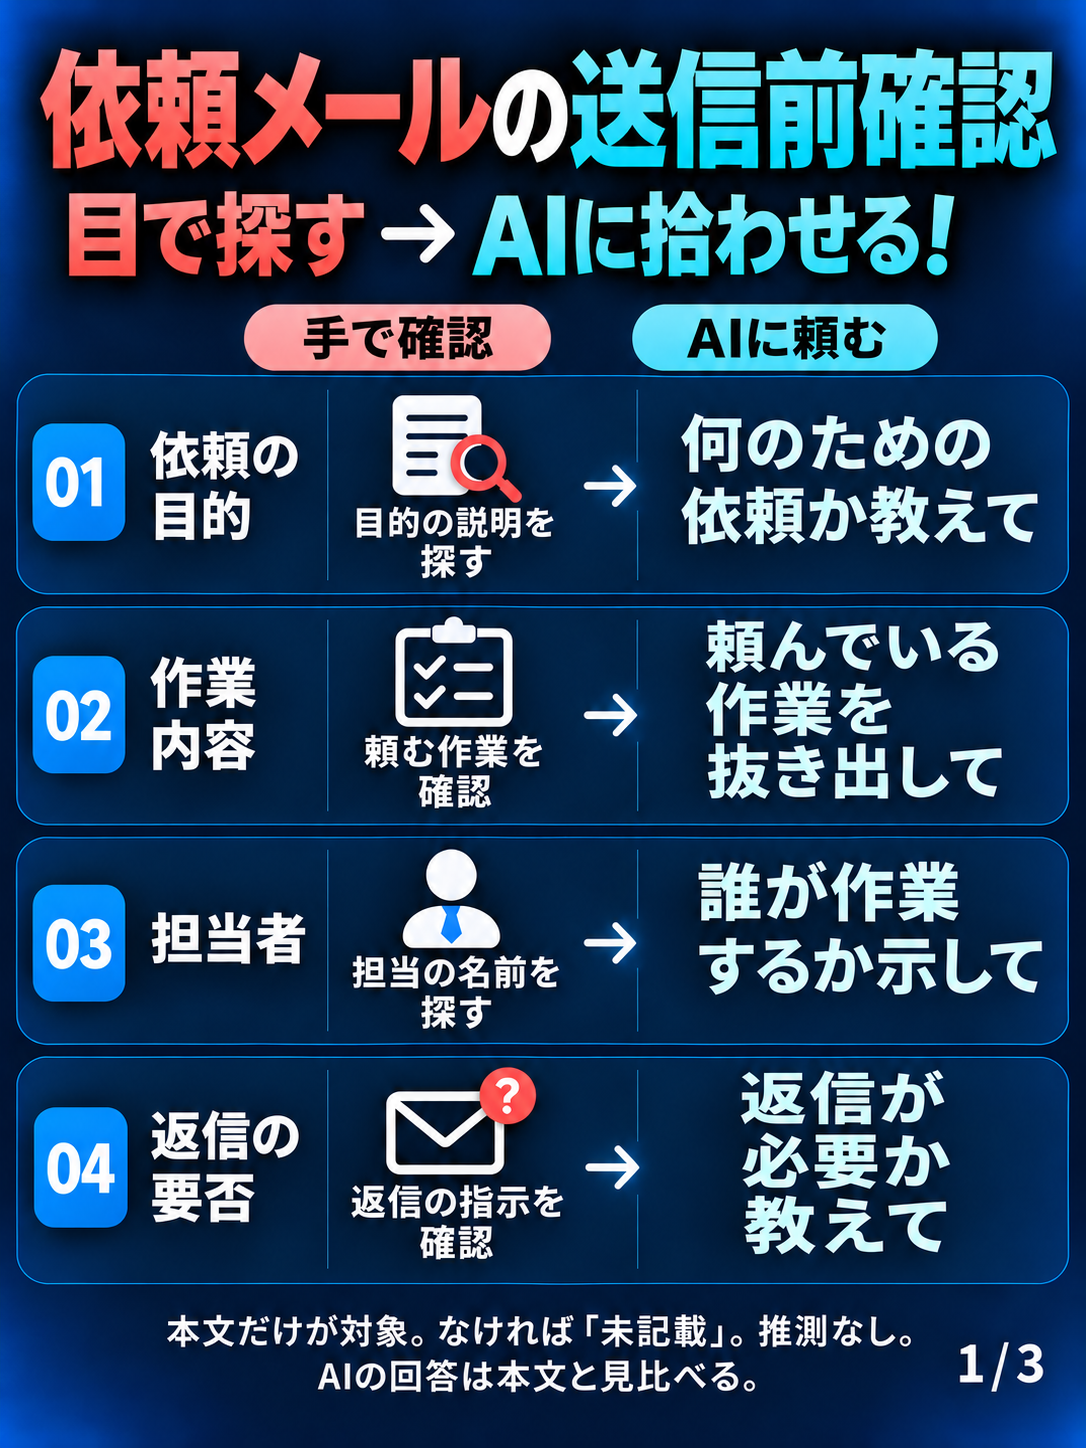 依頼メールの送信前確認
目で探す→AIに拾わせる!
手で確認
AIに頼む
01
依頼の
目的
目的の説明を
探す
→
何のための
依頼か教えて
02
作業
内容
頼む作業を
確認
→
頼んでいる
作業を
抜き出して
03
担当者
担当の名前を
探す
→
誰が作業
するか示して
04
返信の
要否
?
返信の指示を
確認
→
返信が
必要か
教えて
本文だけが対象。なければ「未記載」。推測なし。
AIの回答は本文と見比べる。
1/3